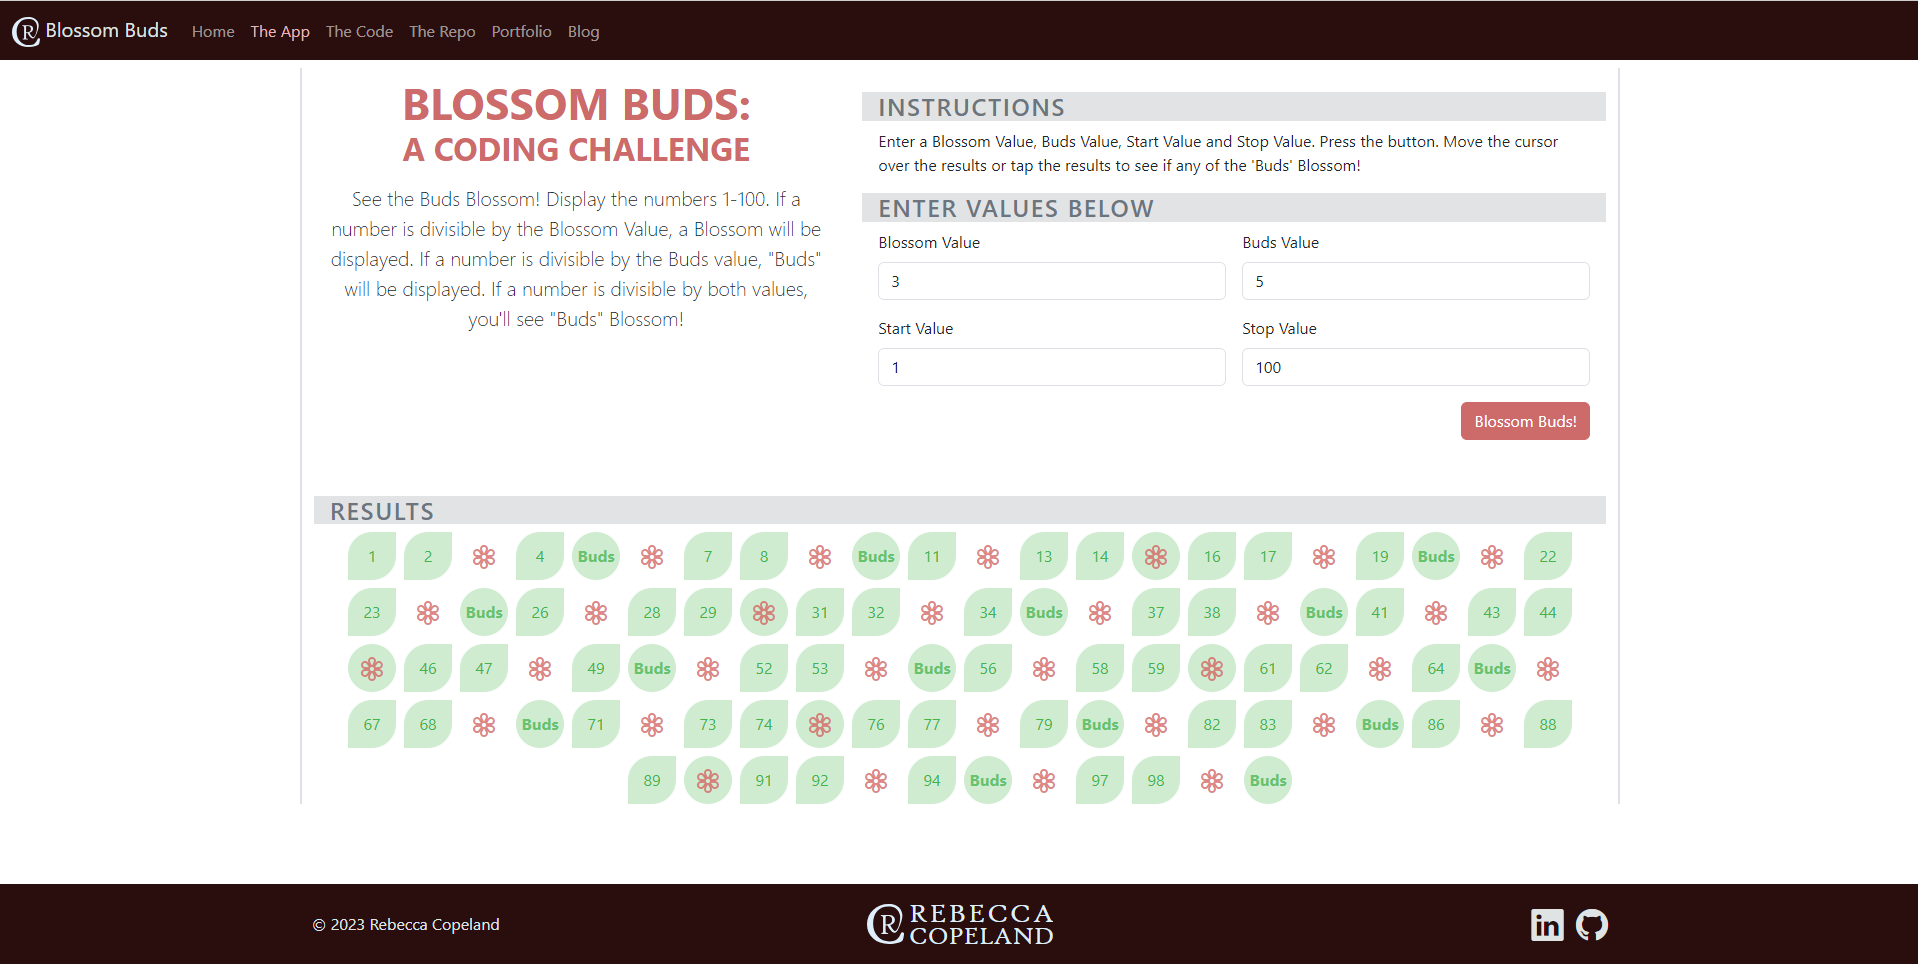 Blossom Buds Home The App The Code The Repo Portfolio Blog
BLOSSOM BUDS:
A CODING CHALLENGE
See the Buds Blossom! Display the numbers 1-100. If a
number is divisible by the Blossom Value, a Blossom will be
displayed. If a number is divisible by the Buds value, "Buds"
will be displayed. If a number is divisible by both values,
you'll see "Buds" Blossom!
INSTRUCTIONS
Enter a Blossom Value, Buds Value, Start Value and Stop Value. Press the button. Move the cursor
over the results or tap the results to see if any of the 'Buds' Blossom!
ENTER VALUES BELOW
Blossom Value Buds Value
3 5
Start Value Stop Value
1 100
Blossom Buds!
RESULTS
1 2 4 Buds 7 8 Buds 11 13 14 16 17 19 Buds 22
23 Buds 26 28 29 31 32 34 Buds 37 38 Buds 41 43 44
46 47 49 Buds 52 53 Buds 56 58 59 61 62 64 Buds
67 68 Buds 71 73 74 76 77 79 Buds 82 83 Buds 86 88
89 91 92 94 Buds 97 98 Buds
© 2023 Rebecca Copeland
R REBECCA
COPELAND
in